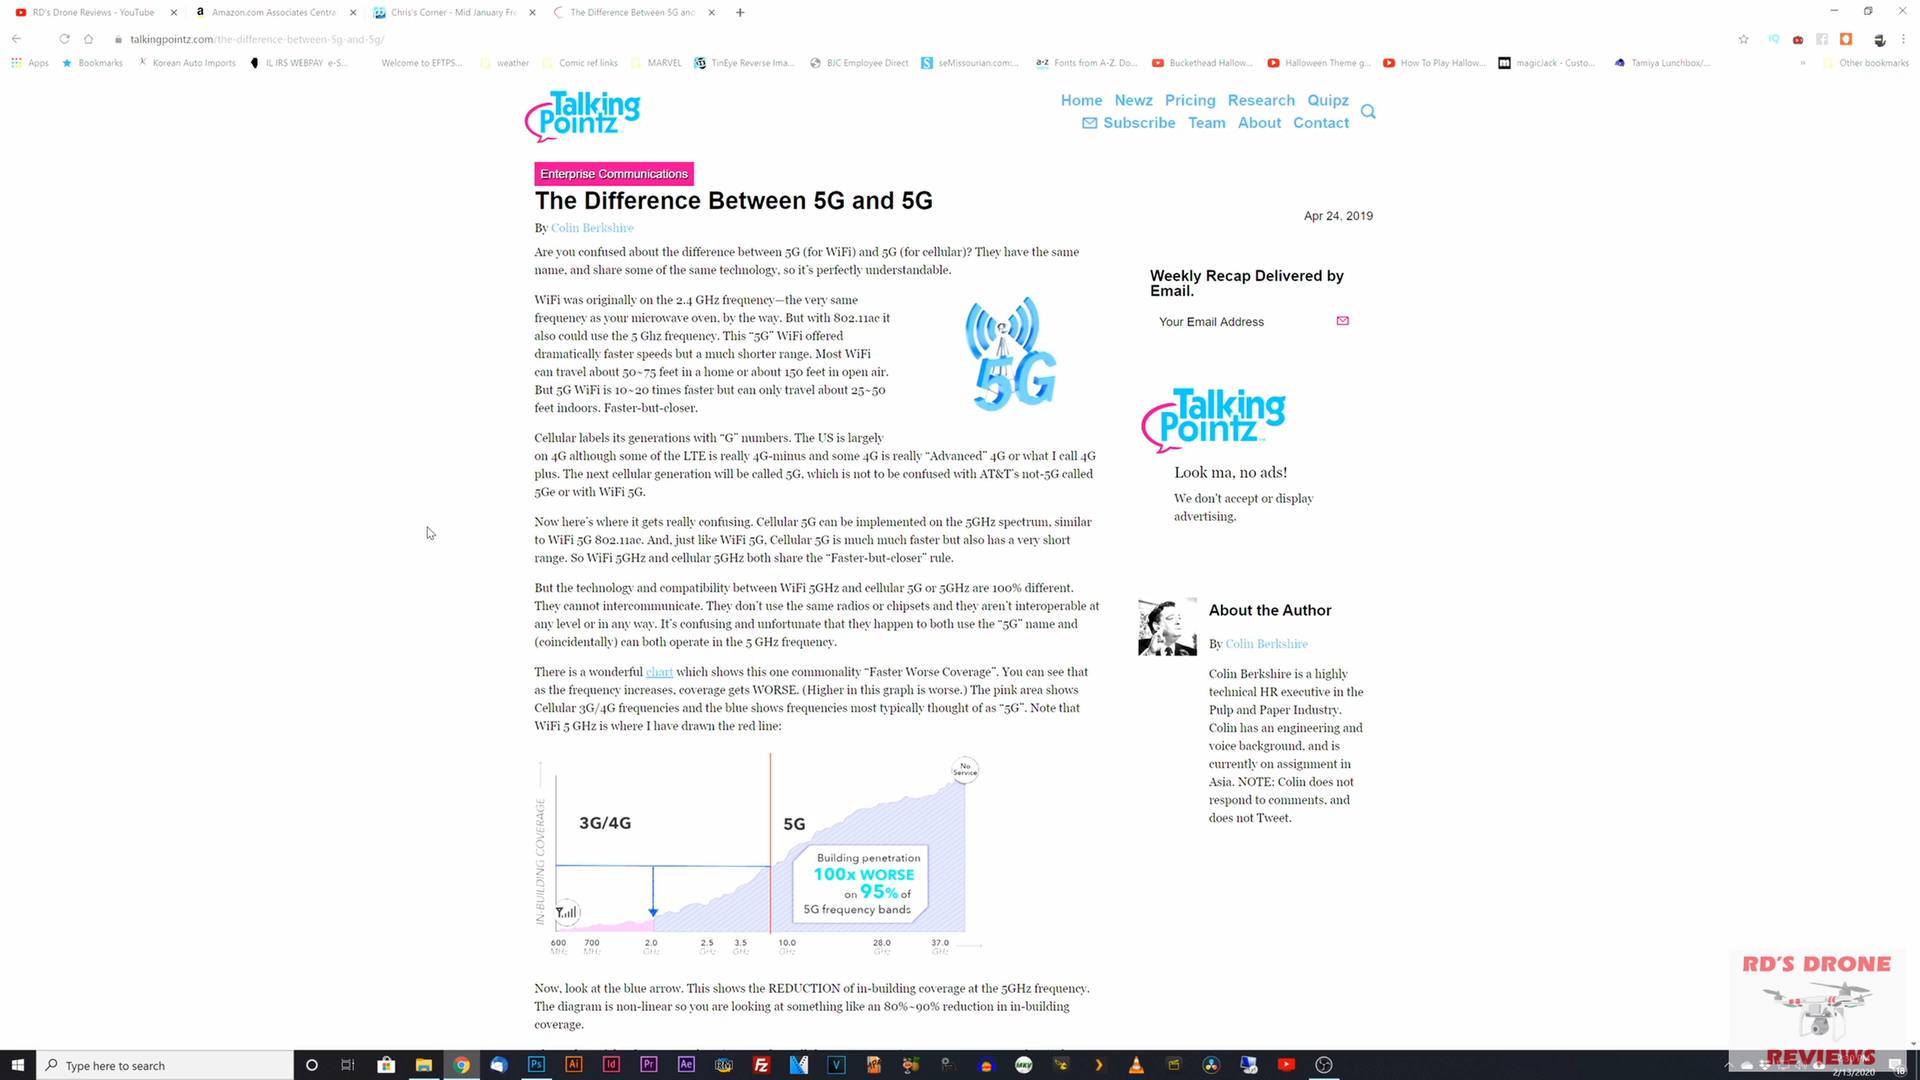 RD's Drone Reviews - YouTube
Amazon.com Associates Central
Chris's Corner - Mid January Fr
The Difference Between 5G and
talkingpointz.com/the-difference-between-5g-and-5g/
Apps
Bookmarks
Korean Auto Imports
IL IRS WEBPAY e-S...
Welcome to EFTPS...
weather
Comic ref links
MARVEL
TinEye Reverse Ima...
BJC Employee Direct
seMissourian.com:...
Fonts from A-Z. Do...
Buckethead Hallow...
Halloween Theme g...
How To Play Hallow...
magicJack - Custo...
Tamiya Lunchbox/...
Other bookmarks
Talking Pointz
Home Newz Pricing Research Quipz
Subscribe Team About Contact
Enterprise Communications
The Difference Between 5G and 5G
Apr 24, 2019
By Colin Berkshire
Are you confused about the difference between 5G (for WiFi) and 5G (for cellular)? They have the same
name, and share some of the same technology, so it's perfectly understandable.
WiFi was originally on the 2.4 GHz frequency—the very same
frequency as your microwave oven, by the way. But with 802.11ac it
also could use the 5 Ghz frequency. This “5G” WiFi offered
dramatically faster speeds but a much shorter range. Most WiFi
can travel about 50~75 feet in a home or about 150 feet in open air.
But 5G WiFi is 10~20 times faster but can only travel about 25~50
feet indoors. Faster-but-closer.
5G
Cellular labels its generations with “G” numbers. The US is largely
on 4G although some of the LTE is really 4G-minus and some 4G is really “Advanced” 4G or what I call 4G
plus. The next cellular generation will be called 5G, which is not to be confused with AT&T's not-5G called
5Ge or with WiFi 5G.
Now here's where it gets really confusing. Cellular 5G can be implemented on the 5GHz spectrum, similar
to WiFi 5G 802.11ac. And, just like WiFi 5G, Cellular 5G is much much faster but also has a very short
range. So WiFi 5GHz and cellular 5GHz both share the “Faster-but-closer” rule.
But the technology and compatibility between WiFi 5GHz and cellular 5G or 5GHz are 100% different.
They cannot intercommunicate. They don't use the same radios or chipsets and they aren't interoperable at
any level or in any way. It's confusing and unfortunate that they happen to both use the “5G” name and
(coincidentally) can both operate in the 5 GHz frequency.
There is a wonderful chart which shows this one commonality “Faster Worse Coverage”. You can see that
as the frequency increases, coverage gets WORSE. (Higher in this graph is worse.) The pink area shows
Cellular 3G/4G frequencies and the blue shows frequencies most typically thought of as “5G”. Note that
WiFi 5 GHz is where I have drawn the red line:
IN-BUILDING COVERAGE
3G/4G
5G
No Service
Building penetration
100x WORSE
on 95% of
5G frequency bands
600 MHz
700 MHz
2.0 GHz
2.5 GHz
3.5 GHz
10.0 GHz
28.0 GHz
37.0 GHz
Now, look at the blue arrow. This shows the REDUCTION of in-building coverage at the 5GHz frequency.
The diagram is non-linear so you are looking at something like an 80%~90% reduction in in-building
coverage.
Weekly Recap Delivered by
Email.
Your Email Address
Talking Pointz
Look ma, no ads!
We don't accept or display
advertising.
About the Author
By Colin Berkshire
Colin Berkshire is a highly
technical HR executive in the
Pulp and Paper Industry.
Colin has an engineering and
voice background, and is
currently on assignment in
Asia. NOTE: Colin does not
respond to comments, and
does not Tweet.
RD'S DRONE
REVIEWS
Type here to search
2/13/2020